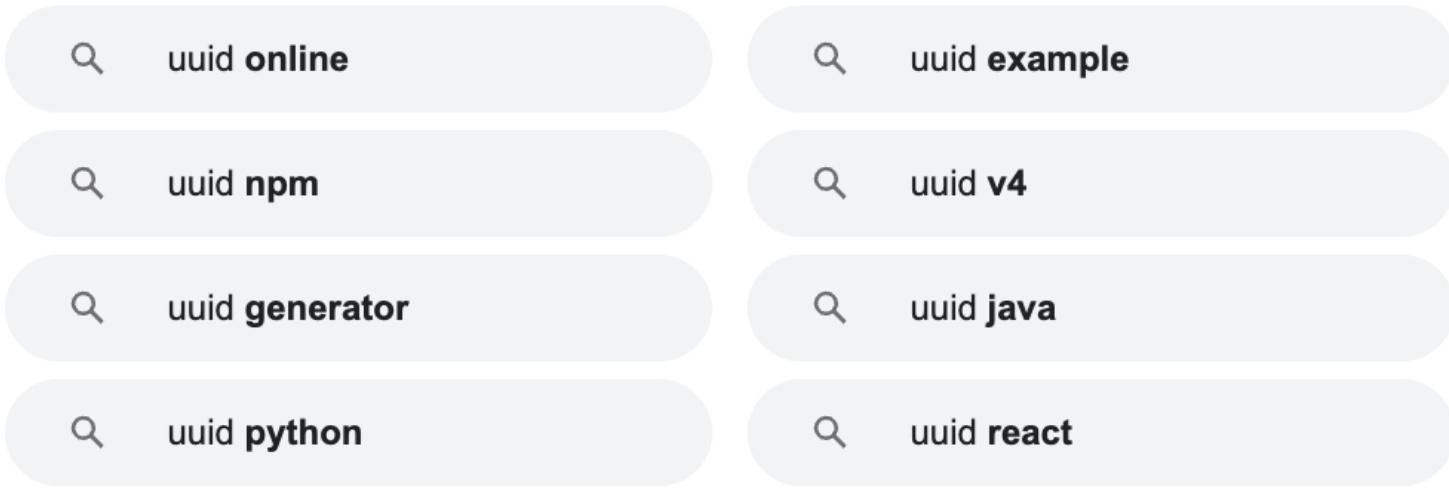 uuid online
uuid example
uuid npm
uuid v4
uuid generator
uuid java
uuid python
uuid react